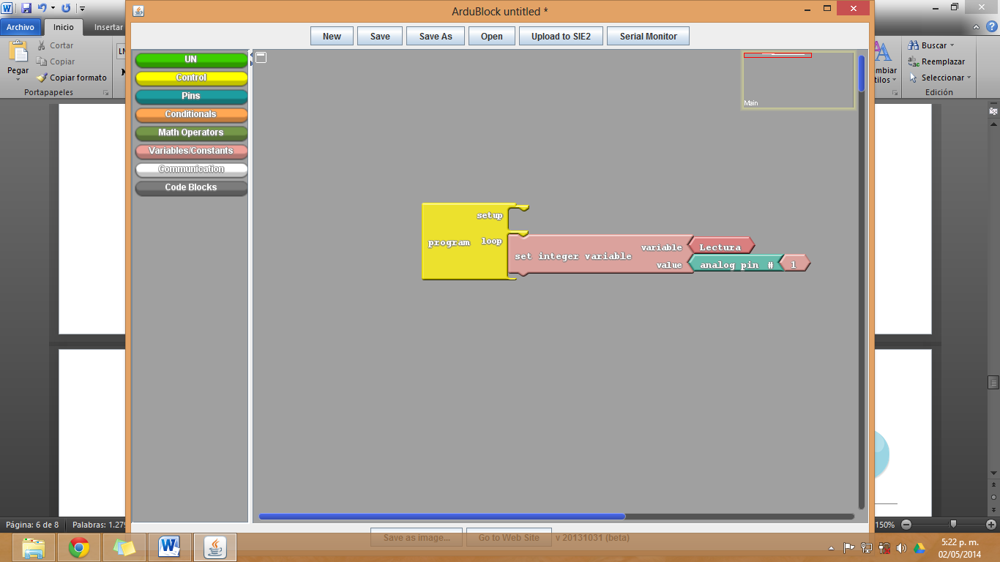 ArduBlock untitled *
Archivo Inicio Insertar
New Save Save As Open Upload to SIE2 Serial Monitor
Pegar
Cortar
Copiar
Copiar formato
Portapapeles
Buscar
Reemplazar
Seleccionar
Edición
UN
Control
Pins
Conditionals
Math Operators
Variables/Constants
Communication
Code Blocks
Main
program
setup
loop
set integer variable
variable Lectura
value analog pin # 1
Página: 6 de 8 Palabras: 1.279
150%
Save as image... Go to Web Site v 20131031 (beta)
5:22 p. m.
02/05/2014